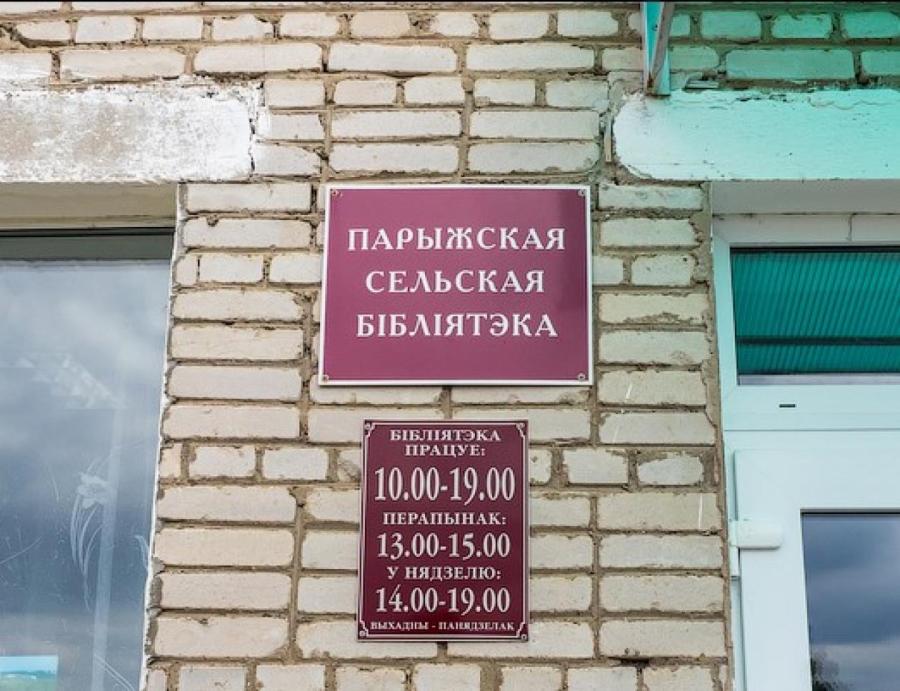 ПАРЫЖСКАЯ
СЕЛЬСКАЯ
БІБЛІЯТЭКА
БІБЛІЯТЭКА
ПРАЦУЕ:
10.00-19.00
ПЕРАПЫНАК:
13.00-15.00
У НЯДЗЕЛЮ:
14.00-19.00
ВЫХАДНЫ - ПАНЯДЗЕЛАК